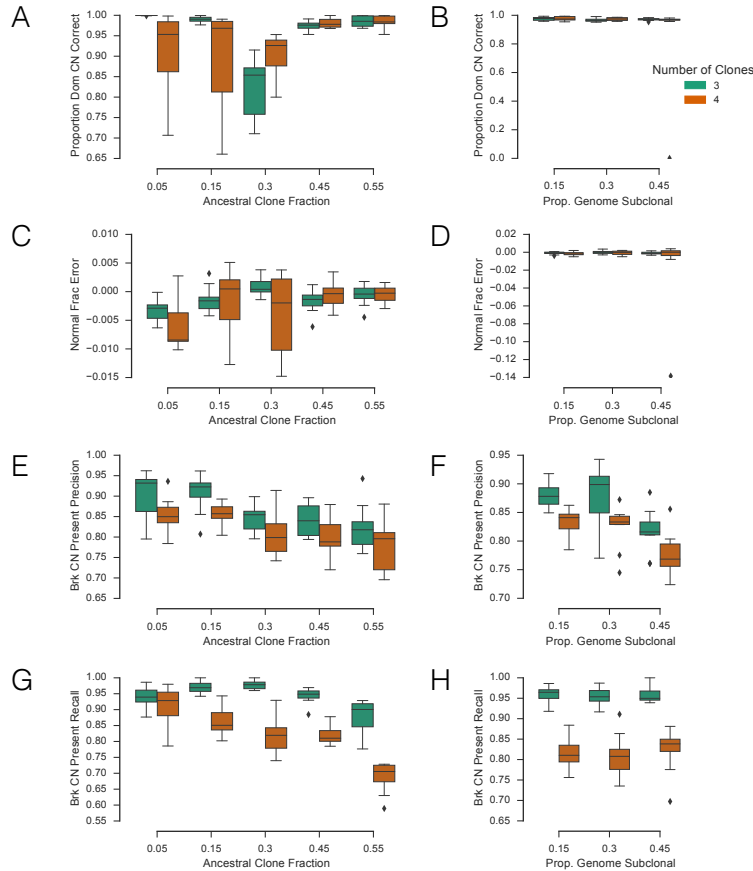 A
Proportion Dom CN Correct
1.00
0.95
0.90
0.85
0.80
0.75
0.70
0.65
0.05 0.15 0.3 0.45 0.55
Ancestral Clone Fraction
B
Proportion Dom CN Correct
1.0
0.8
0.6
0.4
0.2
0.0
0.15 0.3 0.45
Prop. Genome Subclonal
Number of Clones
3
4
C
Normal Frac Error
0.010
0.005
0.000
−0.005
−0.010
−0.015
0.05 0.15 0.3 0.45 0.55
Ancestral Clone Fraction
D
Normal Frac Error
0.02
0.00
−0.02
−0.04
−0.06
−0.08
−0.10
−0.12
−0.14
0.15 0.3 0.45
Prop. Genome Subclonal
E
Brk CN Present Precision
1.00
0.95
0.90
0.85
0.80
0.75
0.70
0.65
0.05 0.15 0.3 0.45 0.55
Ancestral Clone Fraction
F
Brk CN Present Precision
0.95
0.90
0.85
0.80
0.75
0.70
0.15 0.3 0.45
Prop. Genome Subclonal
G
Brk CN Present Recall
1.00
0.95
0.90
0.85
0.80
0.75
0.70
0.65
0.60
0.55
0.05 0.15 0.3 0.45 0.55
Ancestral Clone Fraction
H
Brk CN Present Recall
1.00
0.95
0.90
0.85
0.80
0.75
0.70
0.65
0.15 0.3 0.45
Prop. Genome Subclonal